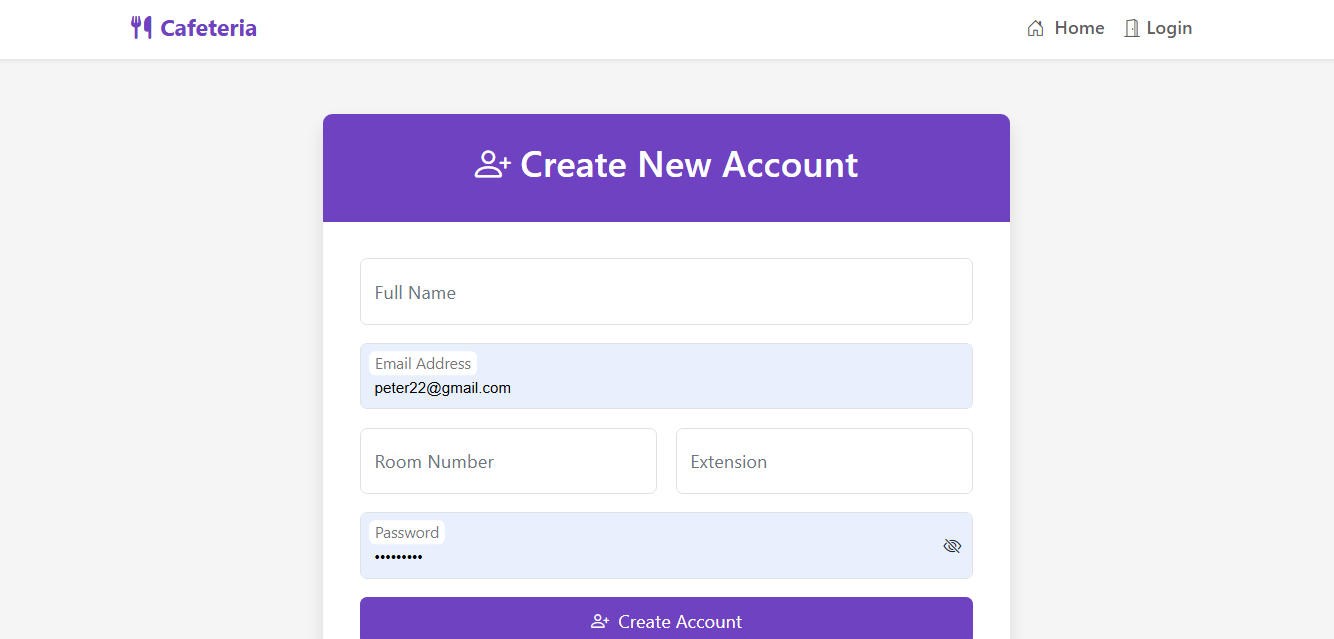 Cafeteria
Home
Login
Create New Account
Full Name
Email Address
peter22@gmail.com
Room Number
Extension
Password
•••••••••
Create Account